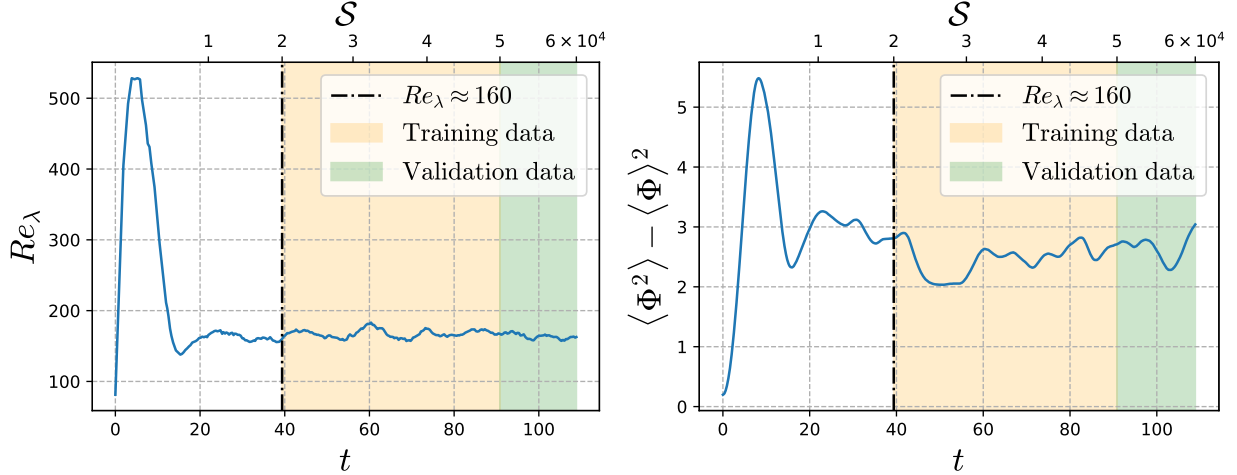 𝒮
1 2 3 4 5 6 × 10⁴
Re_λ ≈ 160
Training data
Validation data
500
400
300
200
100
Re_λ
0 20 40 60 80 100
t
𝒮
1 2 3 4 5 6 × 10⁴
Re_λ ≈ 160
Training data
Validation data
5
4
3
2
1
0
⟨Φ²⟩ − ⟨Φ⟩²
0 20 40 60 80 100
t